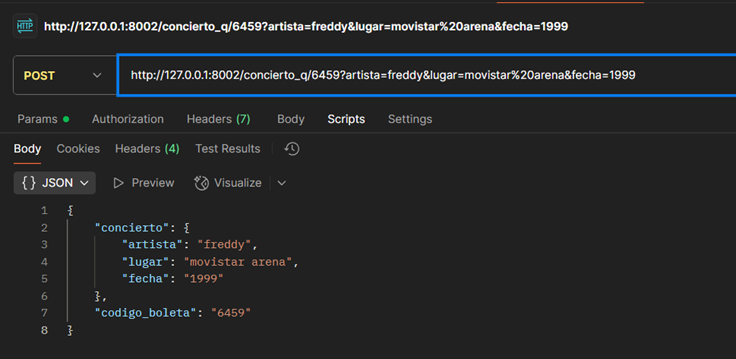 HTTP http://127.0.0.1:8002/concierto_q/6459?artista=freddy&lugar=movistar%20arena&fecha=1999
POST http://127.0.0.1:8002/concierto_q/6459?artista=freddy&lugar=movistar%20arena&fecha=1999
Params Authorization Headers (7) Body Scripts Settings
Body Cookies Headers (4) Test Results
{ } JSON Preview Visualize
1 {
2 "concierto": {
3 "artista": "freddy",
4 "lugar": "movistar arena",
5 "fecha": "1999"
6 },
7 "codigo_boleta": "6459"
8 }